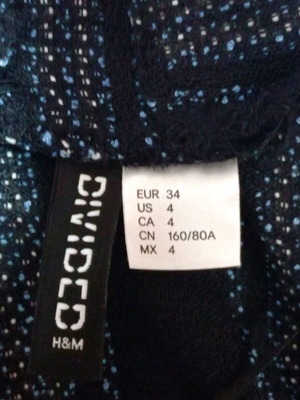 DIVIDED
H&M
EUR 34
US 4
CA 4
CN 160/80A
MX 4